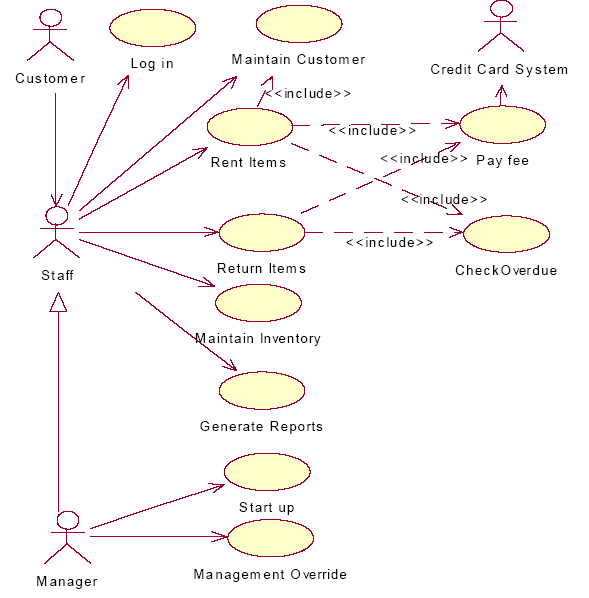 Customer
Log in
Maintain Customer
Credit Card System
<<include>>
<<include>>
Rent Items
<<include>>
Pay fee
<<include>>
<<include>>
Staff
Return Items
CheckOverdue
Maintain Inventory
Generate Reports
Start up
Manager
Management Override